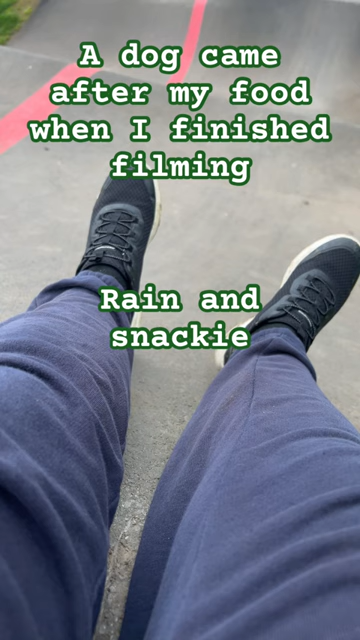 A dog came
after my food
when I finished
filming
Rain and
snackie